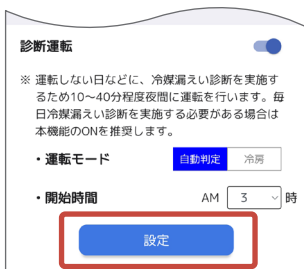 診断運転
※ 運転しない日などに、冷媒漏えい診断を実施す
るため10〜40分程度夜間に運転を行います。毎
日冷媒漏えい診断を実施する必要がある場合は
本機能のONを推奨します。
・運転モード 自動判定 冷房
・開始時間 AM 3 時
設定